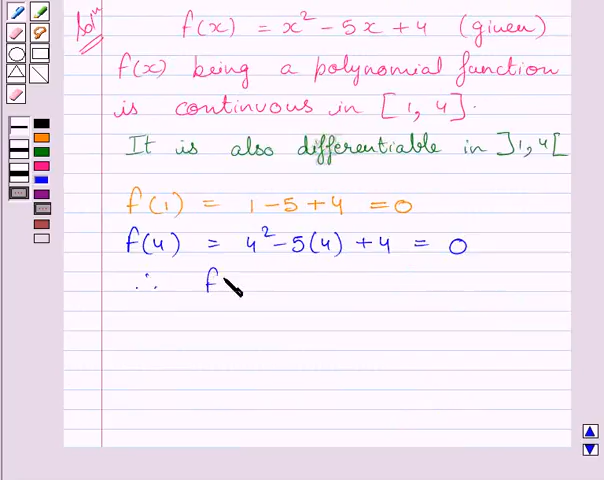 Solⁿ f(x) = x² - 5x + 4 (given)
f(x) being a polynomial function
is continuous in [1, 4].
It is also differentiable in ]1, 4[
f(1) = 1 - 5 + 4 = 0
f(4) = 4² - 5(4) + 4 = 0
∴ f